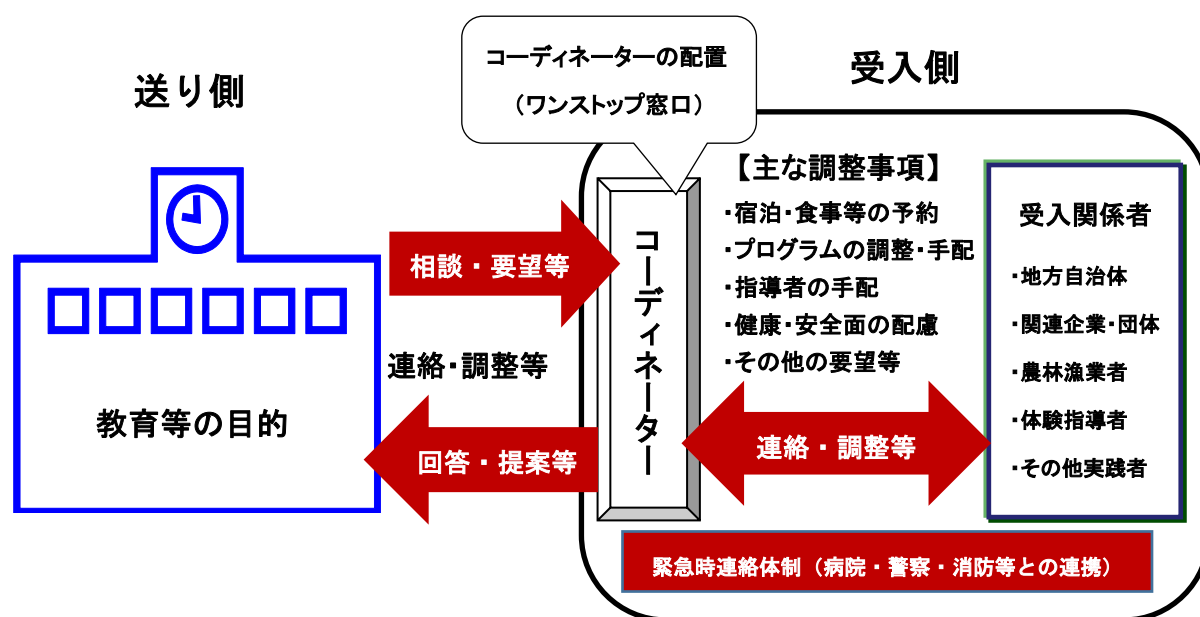 コーディネーターの配置
（ワンストップ窓口）
送り側
受入側
教育等の目的
相談・要望等
連絡・調整等
回答・提案等
コーディネーター
【主な調整事項】
・宿泊・食事等の予約
・プログラムの調整・手配
・指導者の手配
・健康・安全面の配慮
・その他の要望等
連絡・調整等
受入関係者
・地方自治体
・関連企業・団体
・農林漁業者
・体験指導者
・その他実践者
緊急時連絡体制（病院・警察・消防等との連携）